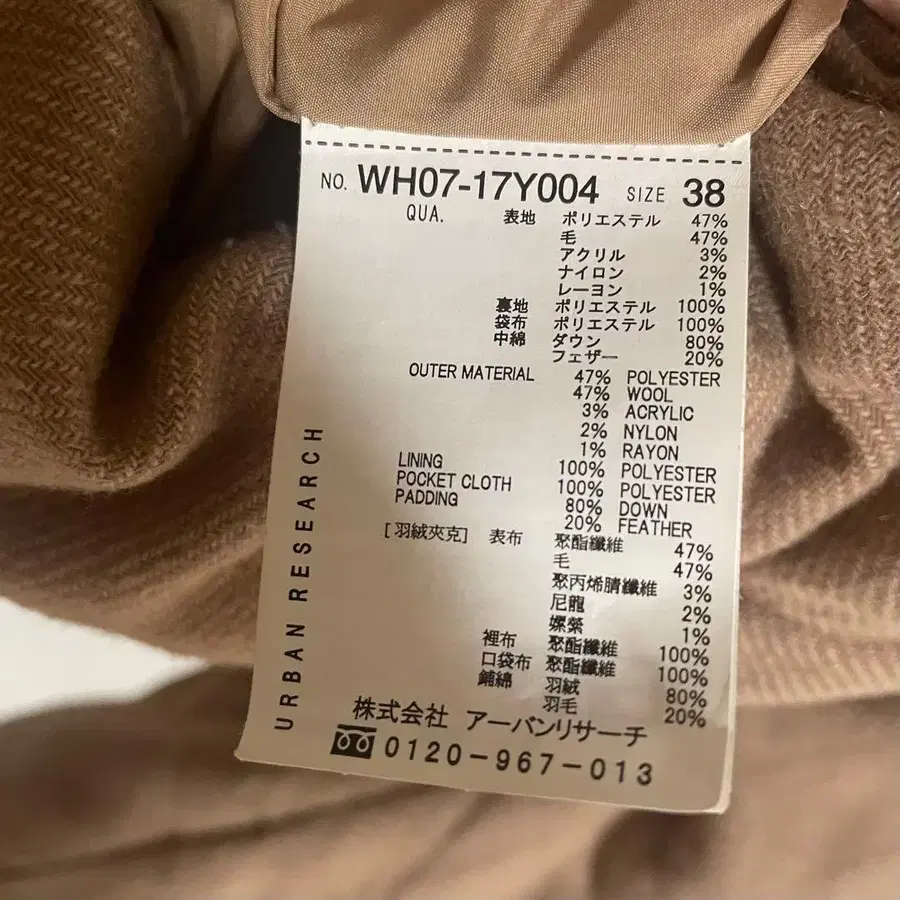 NO. WH07-17Y004 SIZE 38
QUA. 表地 ポリエステル 47%
毛 47%
アクリル 3%
ナイロン 2%
レーヨン 1%
裏地 ポリエステル 100%
袋布 ポリエステル 100%
中綿 ダウン 80%
フェザー 20%
OUTER MATERIAL 47% POLYESTER
47% WOOL
3% ACRYLIC
2% NYLON
1% RAYON
LINING 100% POLYESTER
POCKET CLOTH 100% POLYESTER
PADDING 80% DOWN
20% FEATHER
[羽絨夾克] 表布 聚酯纖維 47%
毛 47%
聚丙烯腈纖維 3%
尼龍 2%
嫘縈 1%
裡布 聚酯纖維 100%
口袋布 聚酯纖維 100%
鋪綿 羽絨 80%
羽毛 20%
株式会社 アーバンリサーチ
0120-967-013
URBAN RESEARCH